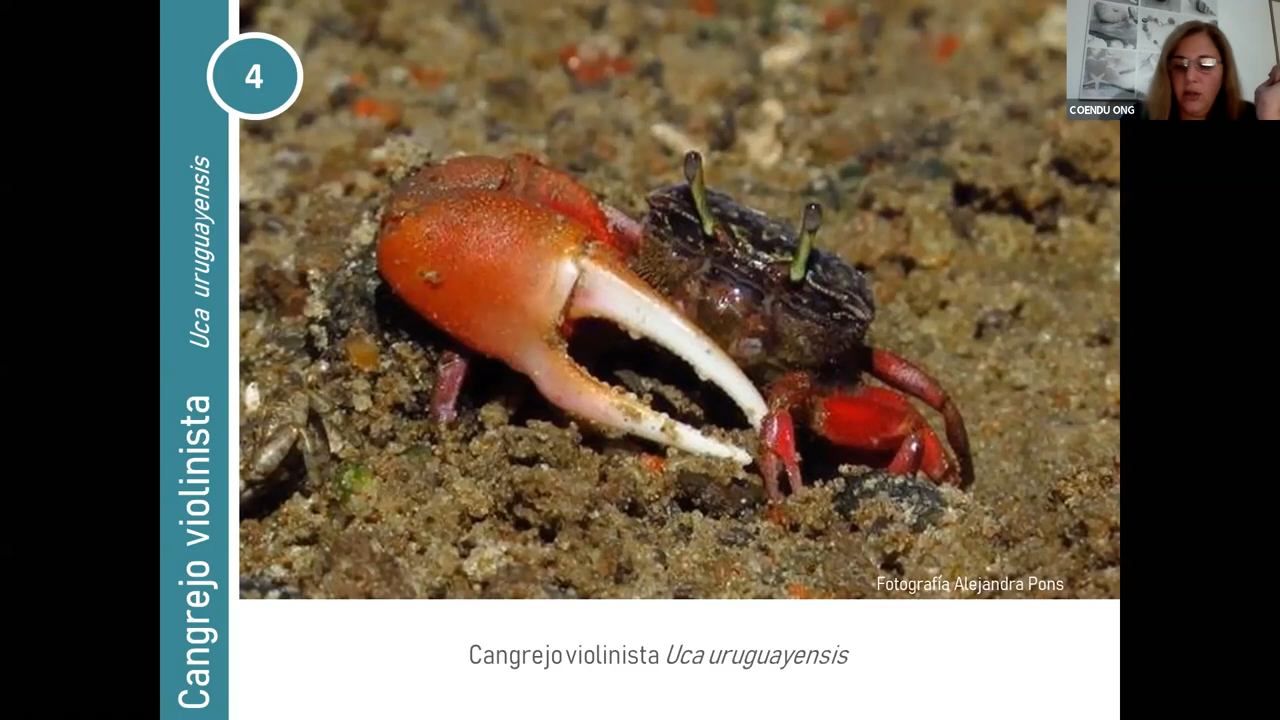 4
Cangrejo violinista Uca uruguayensis
COENDU ONG
Fotografía Alejandra Pons
Cangrejo violinista Uca uruguayensis